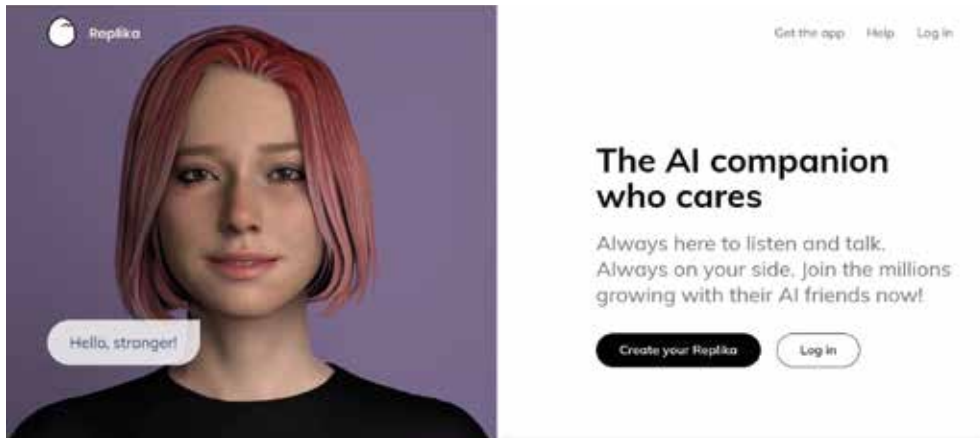 Replika
Get the app Help Log in
The AI companion
who cares
Always here to listen and talk.
Always on your side. Join the millions
growing with their AI friends now!
Hello, stranger!
Create your Replika Log in